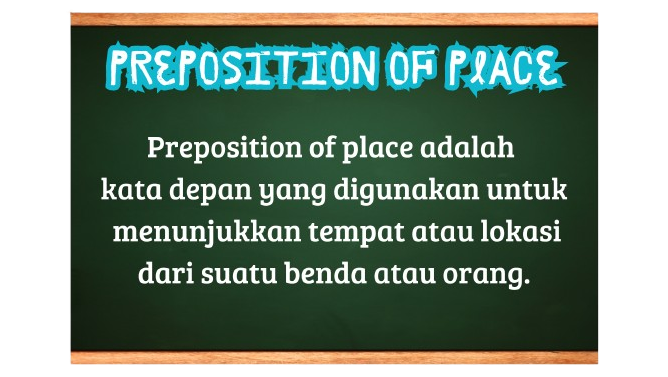 PREPOSITION OF PLACE
Preposition of place adalah
kata depan yang digunakan untuk
menunjukkan tempat atau lokasi
dari suatu benda atau orang.